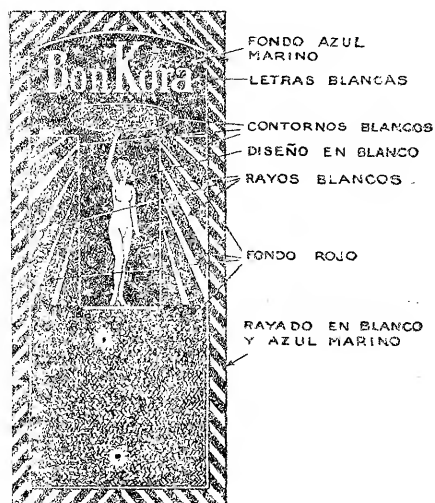 BonKora
FONDO AZUL
MARINO
LETRAS BLANCAS
CONTORNOS BLANCOS
DISEÑO EN BLANCO
RAYOS BLANCOS
FONDO ROJO
RAYADO EN BLANCO
Y AZUL MARINO